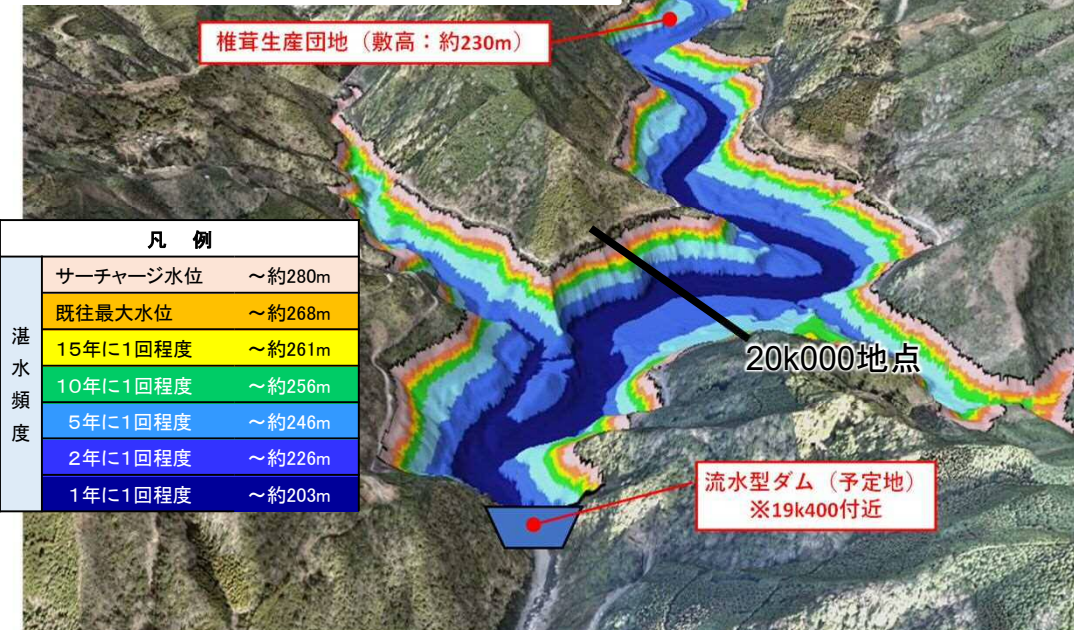 椎茸生産団地（敷高：約230m）
凡 例
湛水頻度
サーチャージ水位 ～約280m
既往最大水位 ～約268m
15年に1回程度 ～約261m
10年に1回程度 ～約256m
5年に1回程度 ～約246m
2年に1回程度 ～約226m
1年に1回程度 ～約203m
20k000地点
流水型ダム（予定地）
※19k400付近